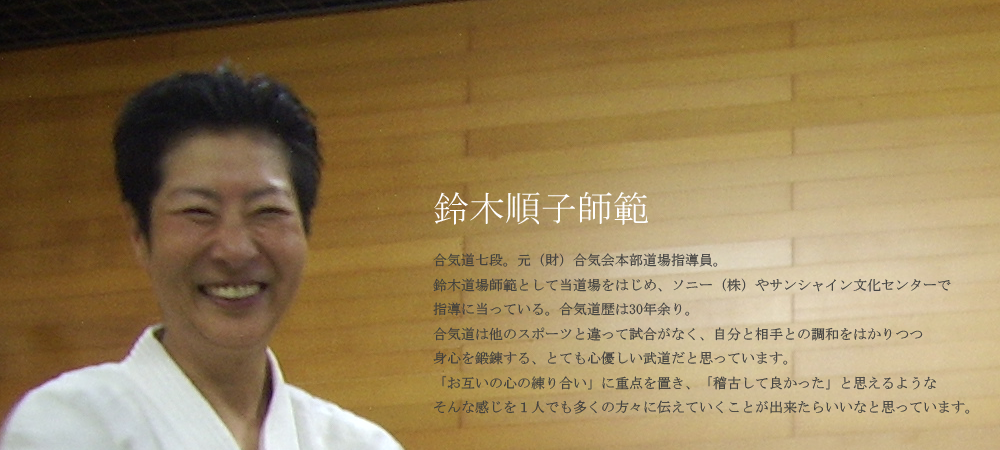 鈴木順子師範
合気道七段。元（財）合気会本部道場指導員。
鈴木道場師範として当道場をはじめ、ソニー（株）やサンシャイン文化センターで
指導に当っている。合気道歴は30年余り。
合気道は他のスポーツと違って試合がなく、自分と相手との調和をはかりつつ
身心を鍛錬する、とても心優しい武道だと思っています。
「お互いの心の練り合い」に重点を置き、「稽古して良かった」と思えるような
そんな感じを１人でも多くの方々に伝えていくことが出来たらいいなと思っています。